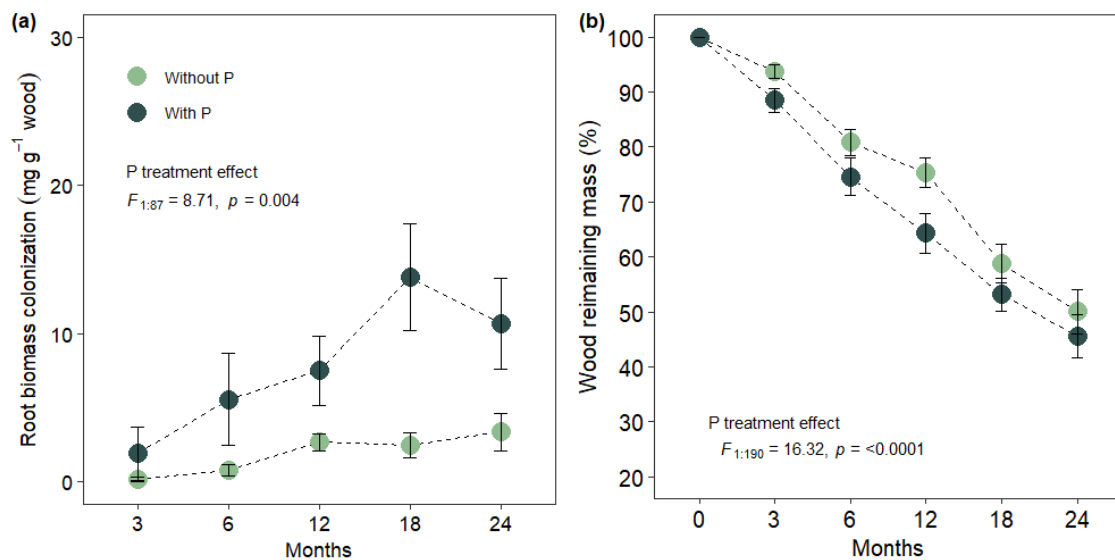 (a)
Root biomass colonization (mg g⁻¹ wood)
30
20
10
0
Without P
With P
P treatment effect
F1:87 = 8.71, p = 0.004
3 6 12 18 24
Months
(b)
Wood reimaining mass (%)
100
90
80
70
60
50
40
30
20
P treatment effect
F1:190 = 16.32, p = <0.0001
0 3 6 12 18 24
Months